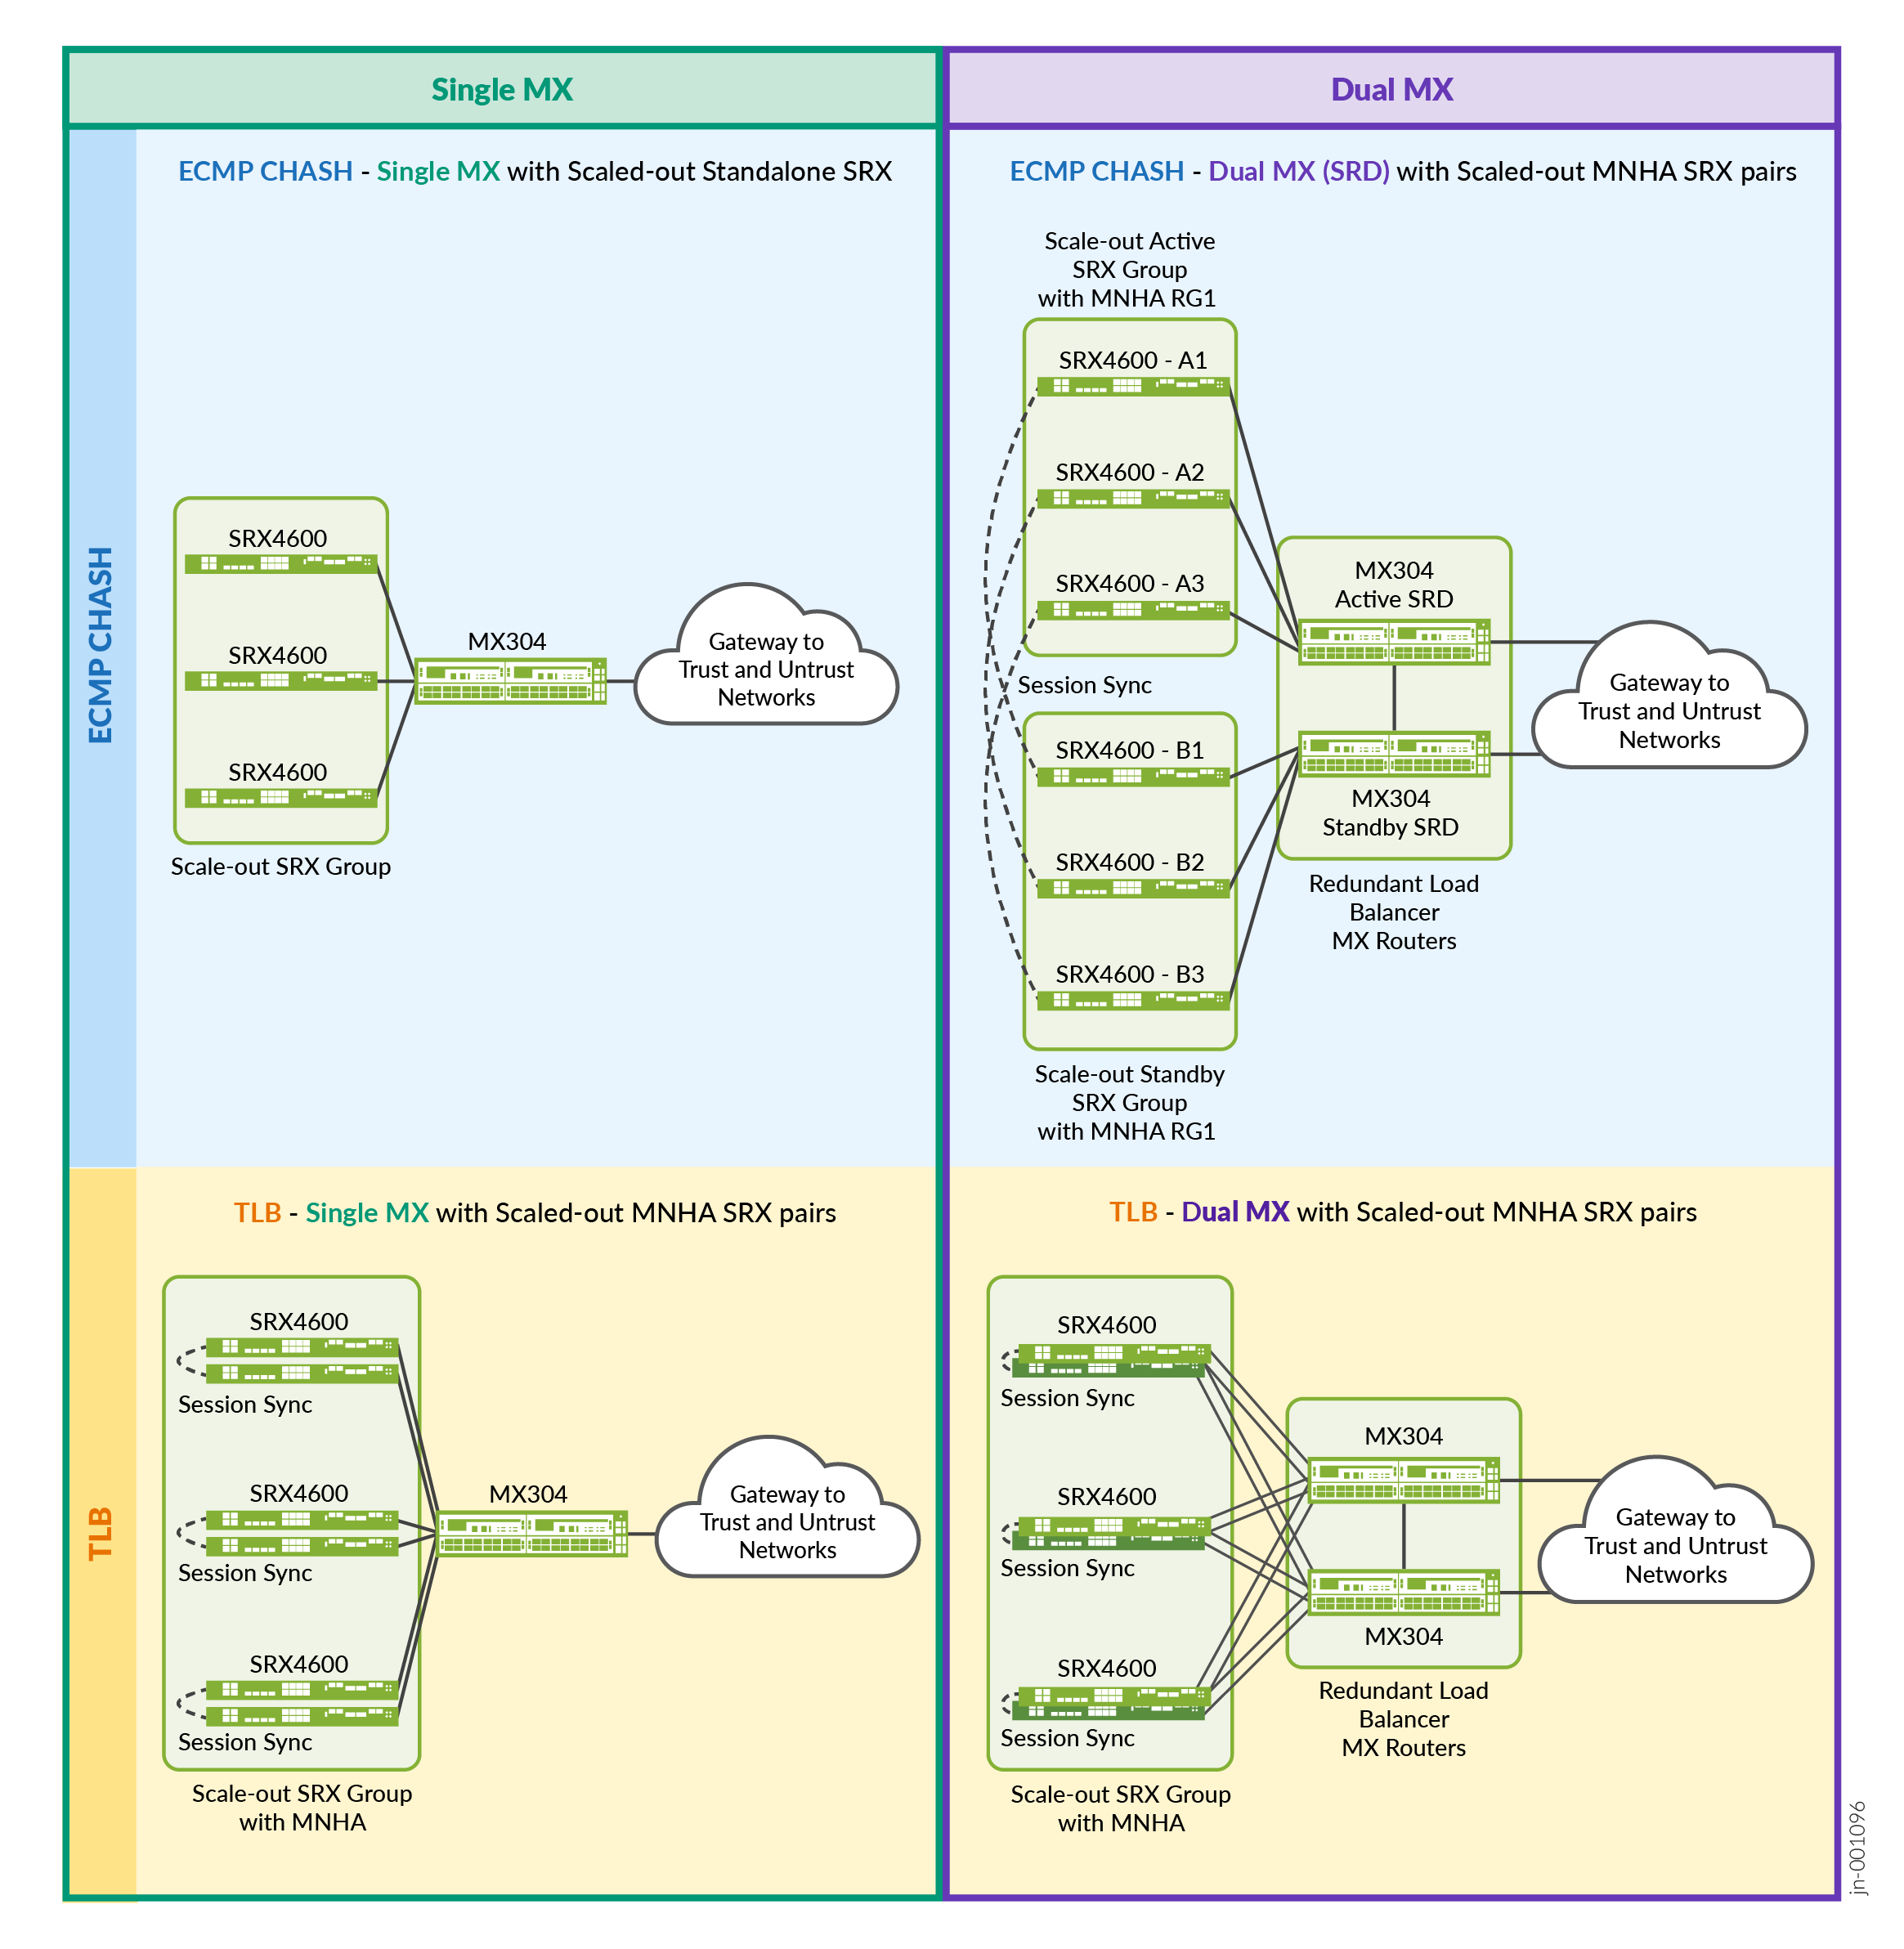 Single MX
Dual MX
ECMP CHASH
ECMP CHASH - Single MX with Scaled-out Standalone SRX
SRX4600
SRX4600
SRX4600
Scale-out SRX Group
MX304
Gateway to
Trust and Untrust
Networks
ECMP CHASH - Dual MX (SRD) with Scaled-out MNHA SRX pairs
Scale-out Active
SRX Group
with MNHA RG1
SRX4600 - A1
SRX4600 - A2
SRX4600 - A3
Session Sync
SRX4600 - B1
SRX4600 - B2
SRX4600 - B3
Scale-out Standby
SRX Group
with MNHA RG1
MX304
Active SRD
MX304
Standby SRD
Redundant Load
Balancer
MX Routers
Gateway to
Trust and Untrust
Networks
TLB
TLB - Single MX with Scaled-out MNHA SRX pairs
SRX4600
Session Sync
SRX4600
Session Sync
SRX4600
Session Sync
Scale-out SRX Group
with MNHA
MX304
Gateway to
Trust and Untrust
Networks
TLB - Dual MX with Scaled-out MNHA SRX pairs
SRX4600
Session Sync
SRX4600
Session Sync
SRX4600
Session Sync
Scale-out SRX Group
with MNHA
MX304
MX304
Redundant Load
Balancer
MX Routers
Gateway to
Trust and Untrust
Networks
jn-001096